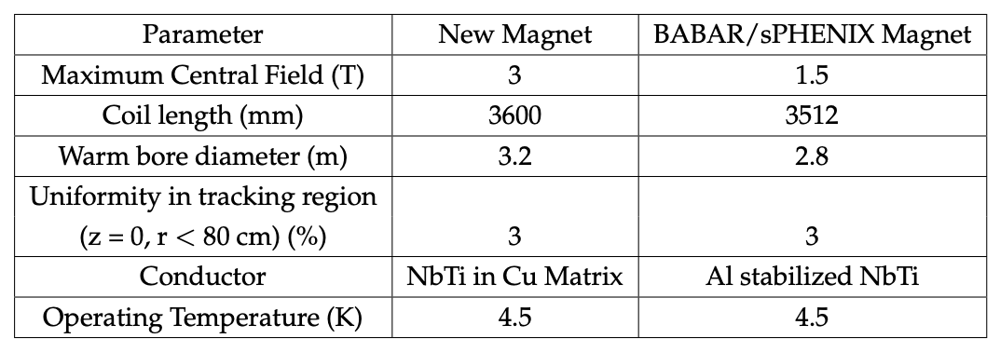 Parameter New Magnet BABAR/sPHENIX Magnet
Maximum Central Field (T) 3 1.5
Coil length (mm) 3600 3512
Warm bore diameter (m) 3.2 2.8
Uniformity in tracking region
(z = 0, r < 80 cm) (%) 3 3
Conductor NbTi in Cu Matrix Al stabilized NbTi
Operating Temperature (K) 4.5 4.5